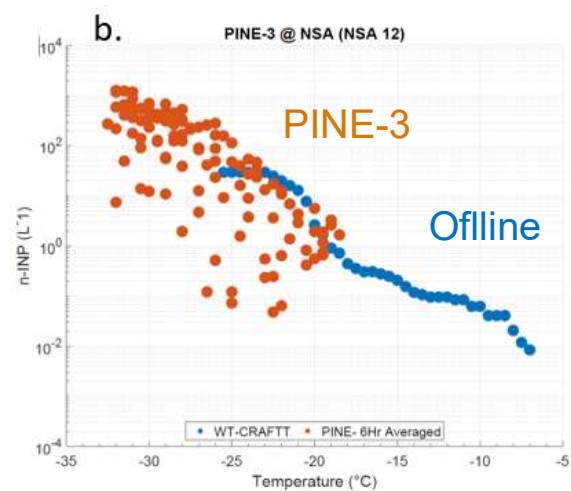 b.
PINE-3 @ NSA (NSA 12)
10^4
10^2
10^0
10^-2
10^-4
n-INP (L^-1)
PINE-3
Oflline
WT-CRAFTT
PINE- 6Hr Averaged
-35
-30
-25
-20
-15
-10
-5
Temperature (°C)